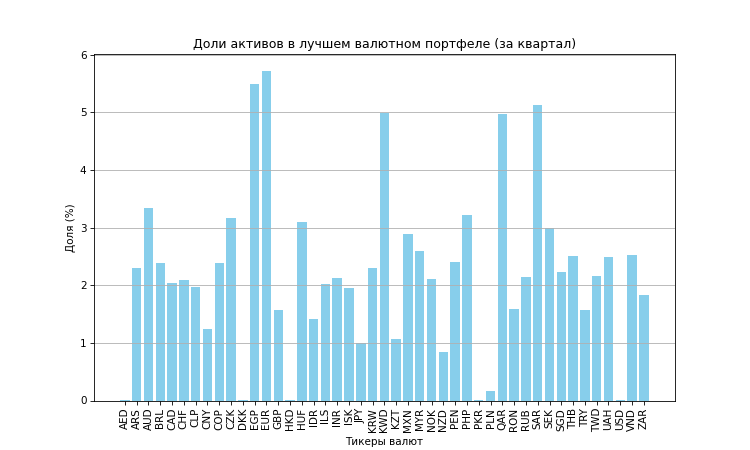 Доли активов в лучшем валютном портфеле (за квартал)
6
5
4
3
2
1
0
Доля (%)
AED ARS AUD BRL CAD CHF CLP CNY COP CZK DKK EGP EUR GBP HKD HUF IDR ILS INR ISK JPY KRW KWD KZT MXN MYR NOK NZD PEN PHP PKR PLN QAR RON RUB SAR SEK SGD THB TRY TWD UAH USD VND ZAR
Тикеры валют